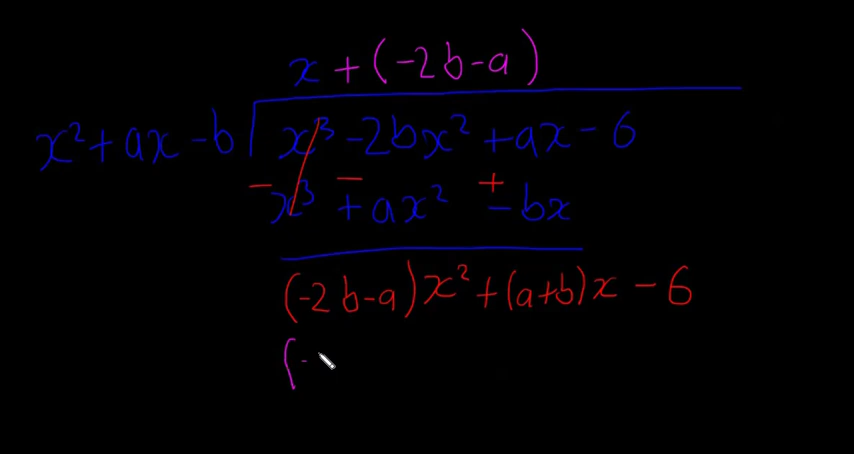 x + (-2b-a)
x² + ax - b x³ - 2bx² + ax - 6
- - +
x³ + ax² - bx
(-2b-a)x² + (a+b)x - 6
(-